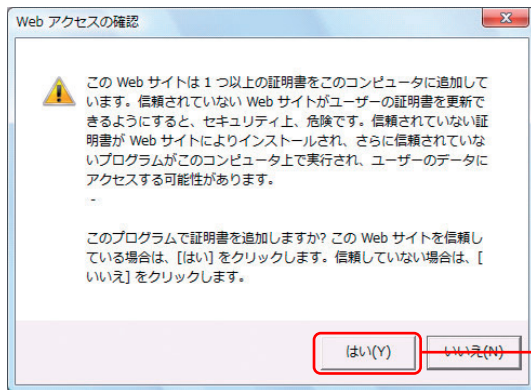 Web アクセスの確認
この Web サイトは 1 つ以上の証明書をこのコンピュータに追加して
います。信頼されていない Web サイトがユーザーの証明書を更新で
きるようにすると、セキュリティ上、危険です。信頼されていない証
明書が Web サイトによりインストールされ、さらに信頼されていな
いプログラムがこのコンピュータ上で実行され、ユーザーのデータに
アクセスする可能性があります。
-
このプログラムで証明書を追加しますか? この Web サイトを信頼し
ている場合は、[はい] をクリックします。信頼していない場合は、[
いいえ] をクリックします。
はい(Y) いいえ(N)